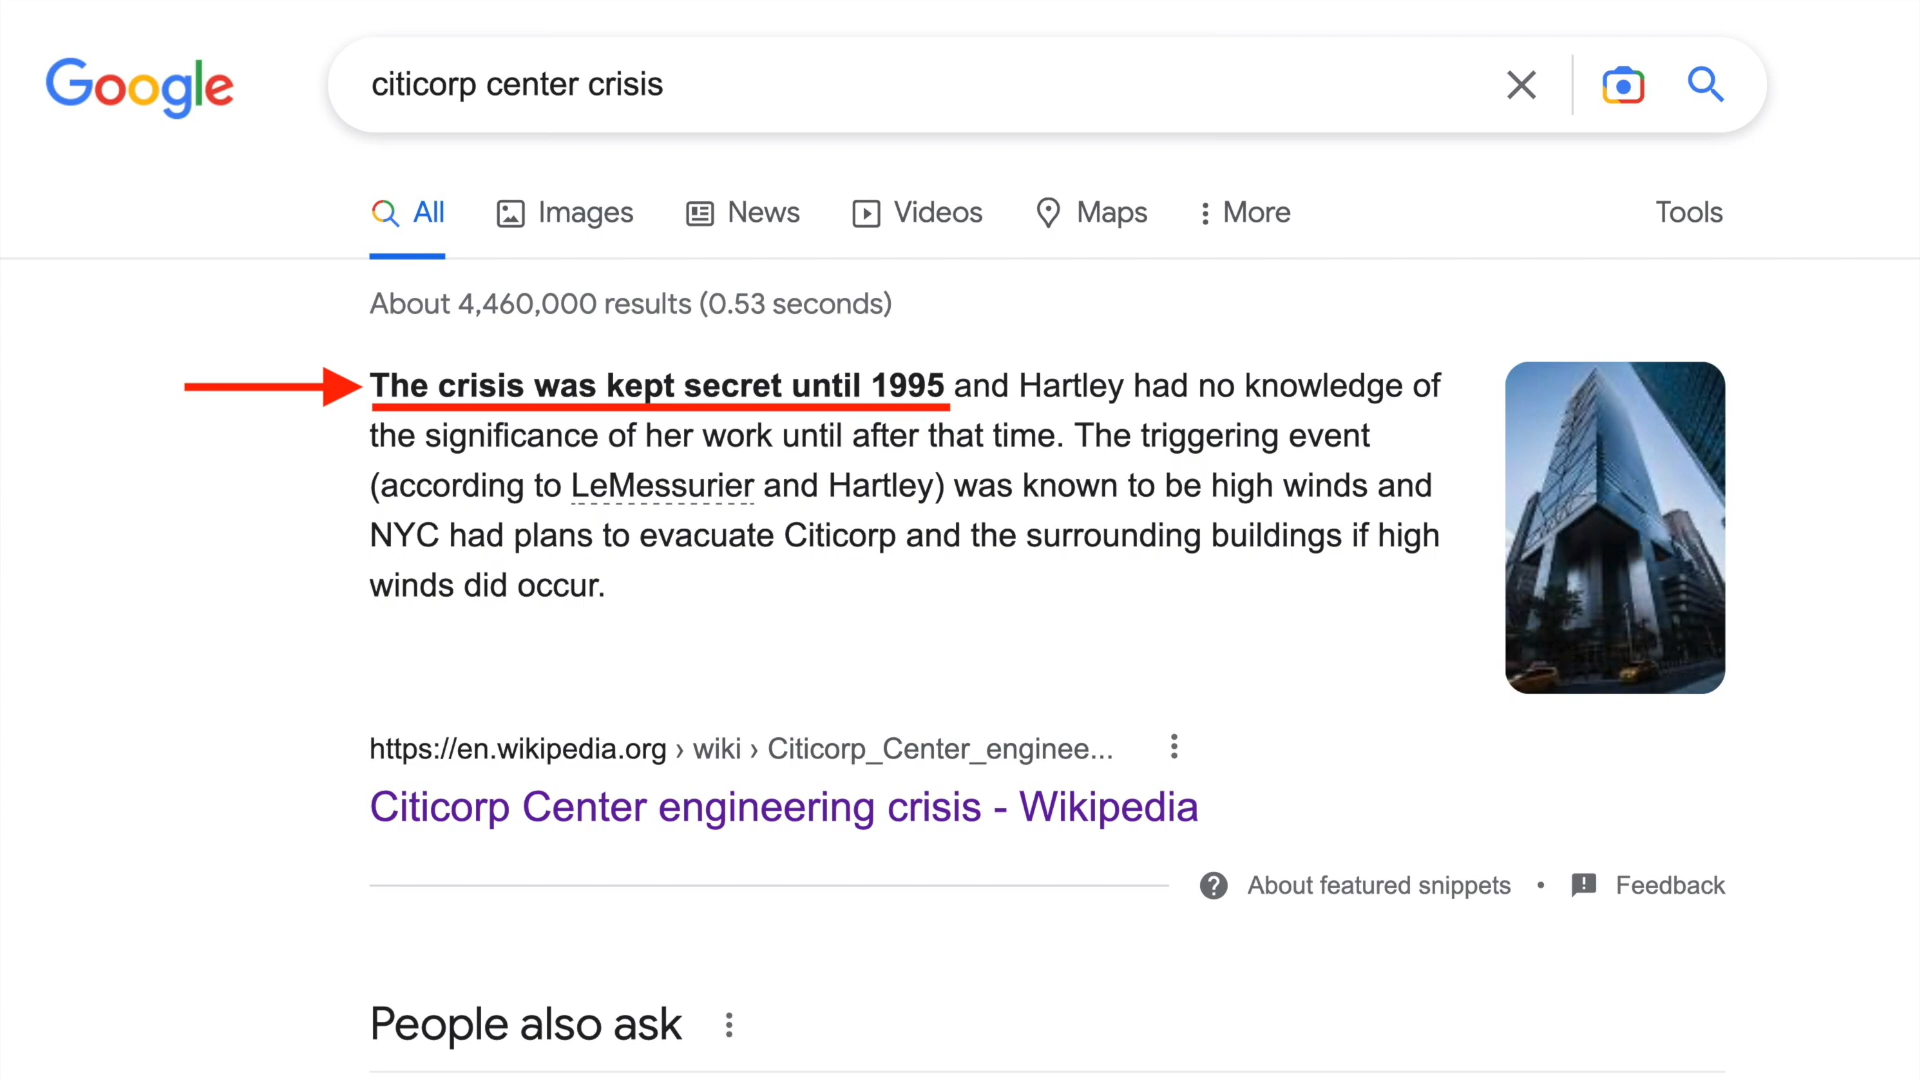 Google
citicorp center crisis
All Images News Videos Maps More Tools
About 4,460,000 results (0.53 seconds)
The crisis was kept secret until 1995 and Hartley had no knowledge of
the significance of her work until after that time. The triggering event
(according to LeMessurier and Hartley) was known to be high winds and
NYC had plans to evacuate Citicorp and the surrounding buildings if high
winds did occur.
https://en.wikipedia.org › wiki › Citicorp_Center_enginee...
Citicorp Center engineering crisis - Wikipedia
About featured snippets • Feedback
People also ask